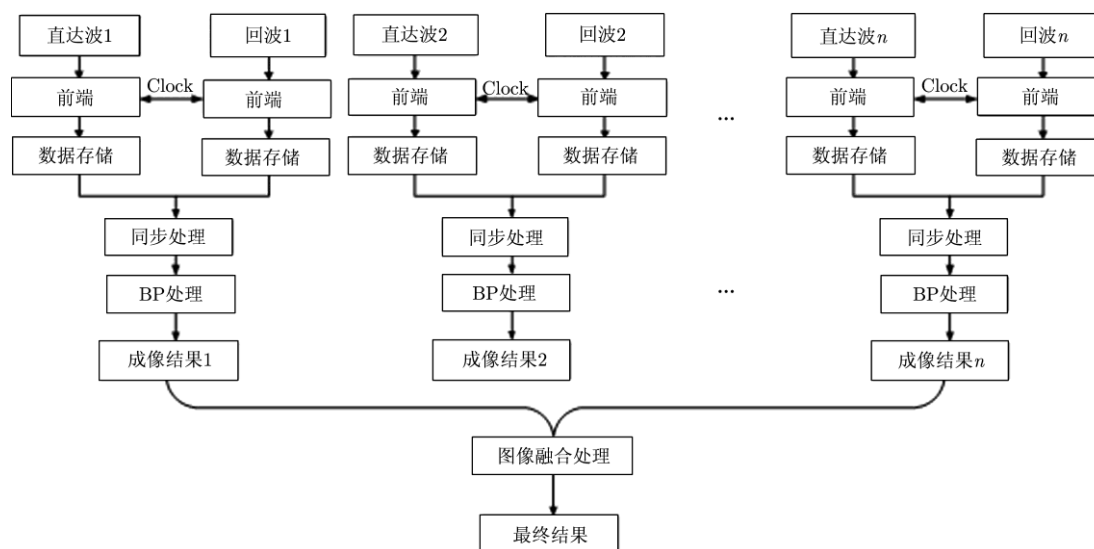 直达波1 回波1 直达波2 回波2 直达波n 回波n
前端 Clock 前端 前端 Clock 前端 ... 前端 Clock 前端
数据存储 数据存储 数据存储 数据存储 数据存储 数据存储
同步处理 同步处理 同步处理
BP处理 BP处理 ... BP处理
成像结果1 成像结果2 成像结果n
图像融合处理
最终结果